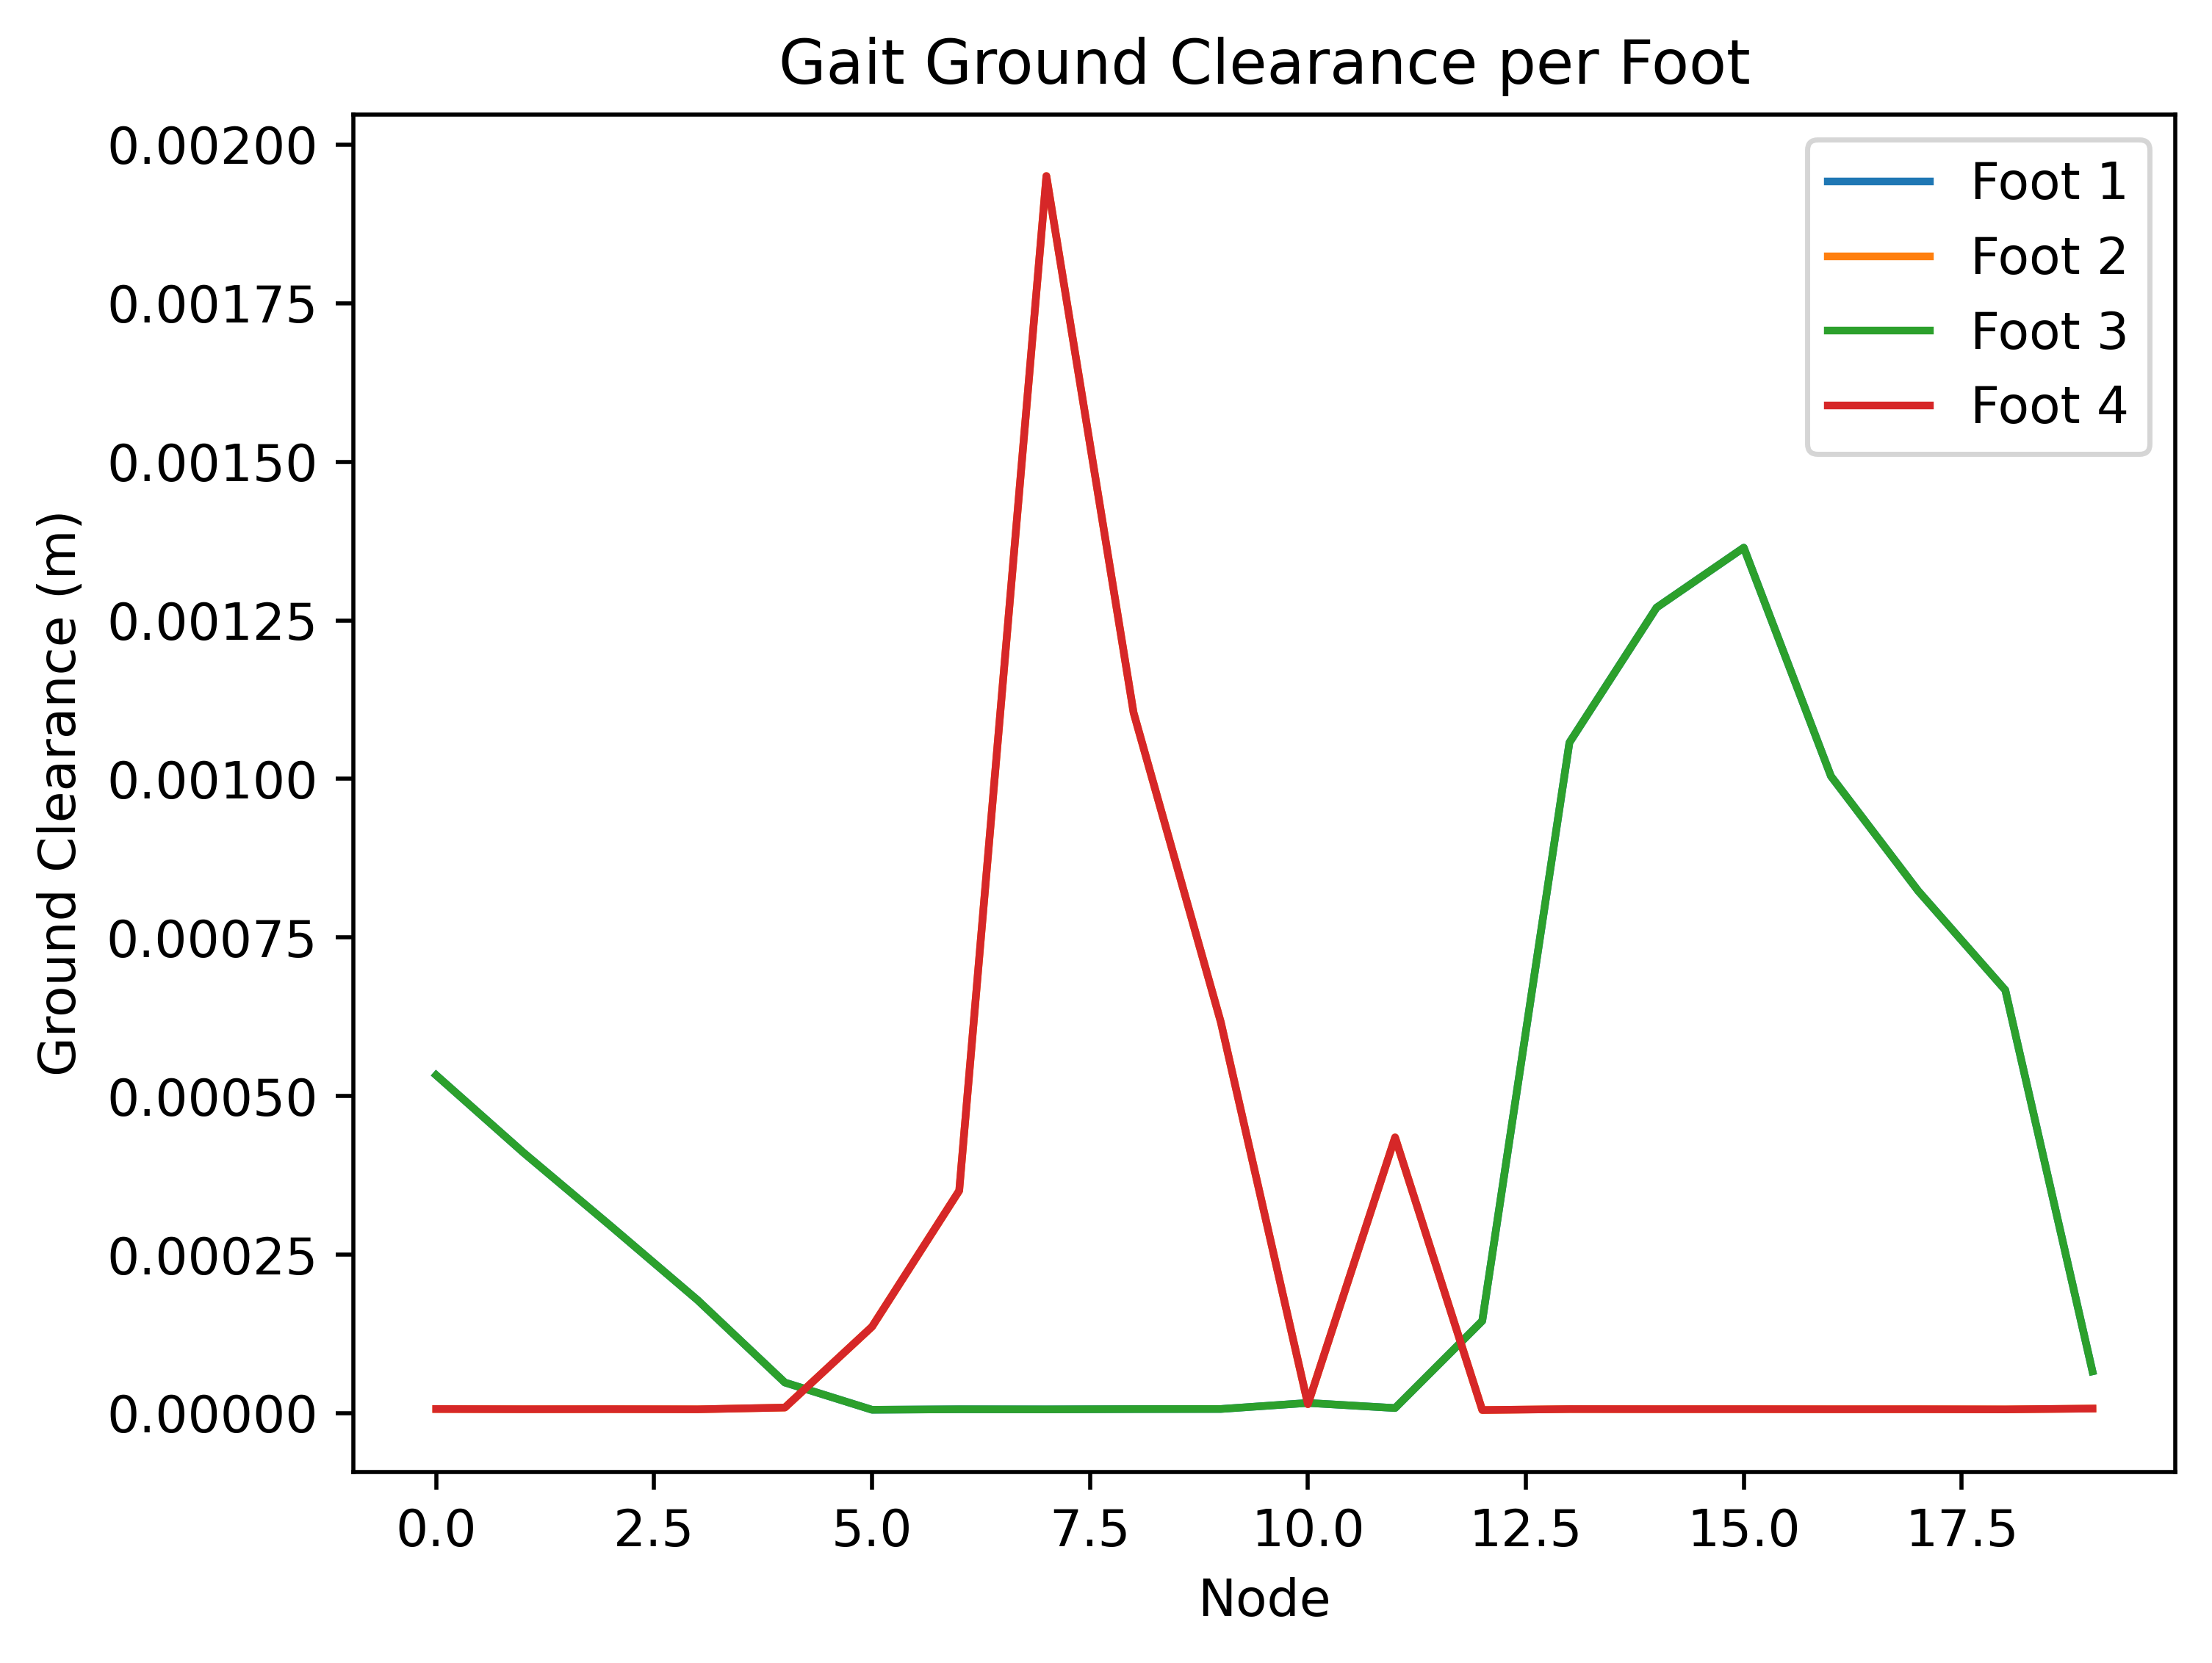 Gait Ground Clearance per Foot
0.00200
0.00175
0.00150
0.00125
0.00100
0.00075
0.00050
0.00025
0.00000
Ground Clearance (m)
Foot 1
Foot 2
Foot 3
Foot 4
0.0 2.5 5.0 7.5 10.0 12.5 15.0 17.5
Node